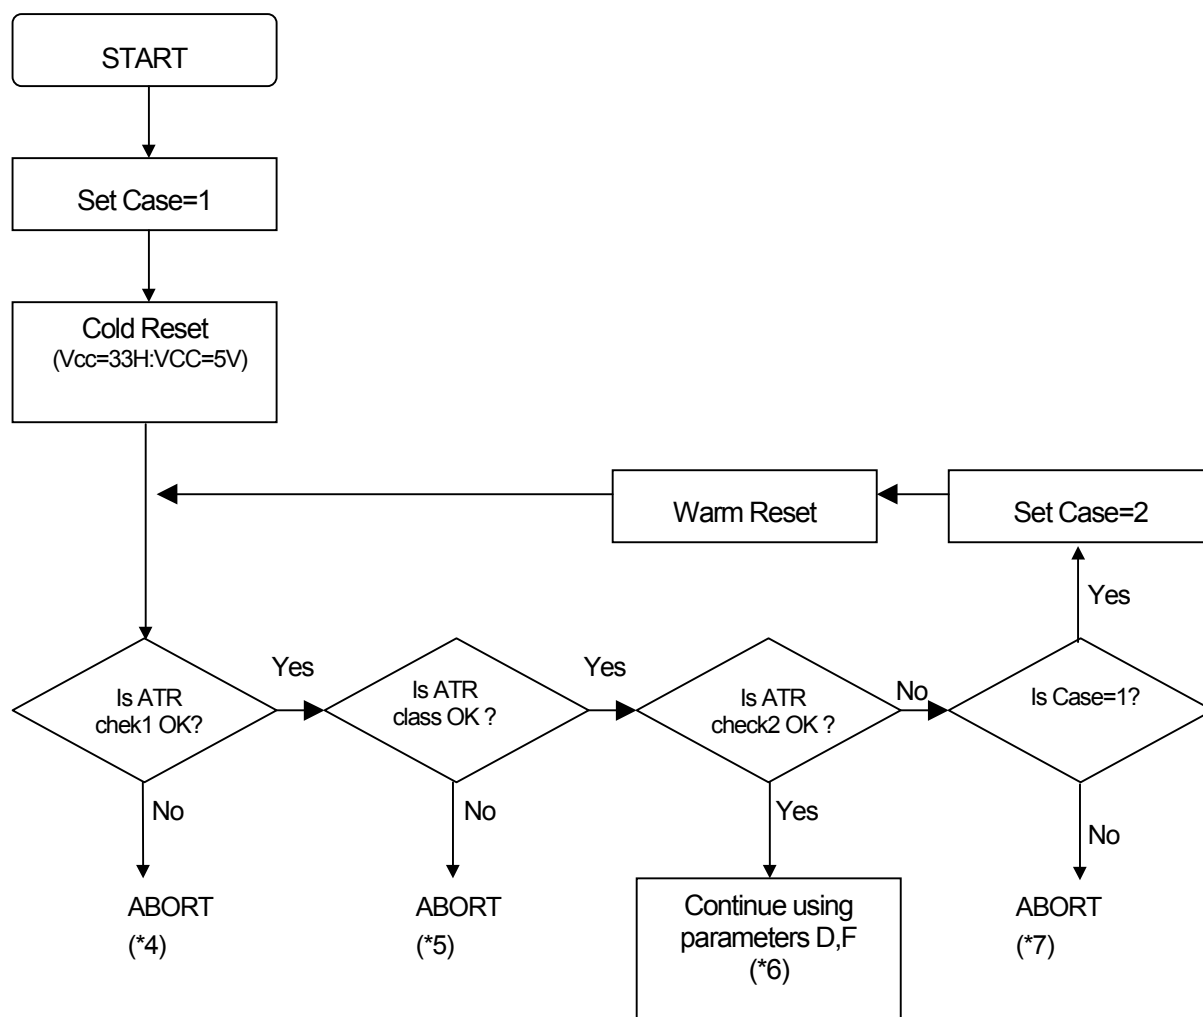 START
Set Case=1
Cold Reset
(Vcc=33H:VCC=5V)
Warm Reset
Set Case=2
Yes
Is ATR
chek1 OK?
Yes
Is ATR
class OK ?
Yes
Is ATR
check2 OK ?
No
Is Case=1?
No
No
Yes
No
ABORT
(*4)
ABORT
(*5)
Continue using
parameters D,F
(*6)
ABORT
(*7)